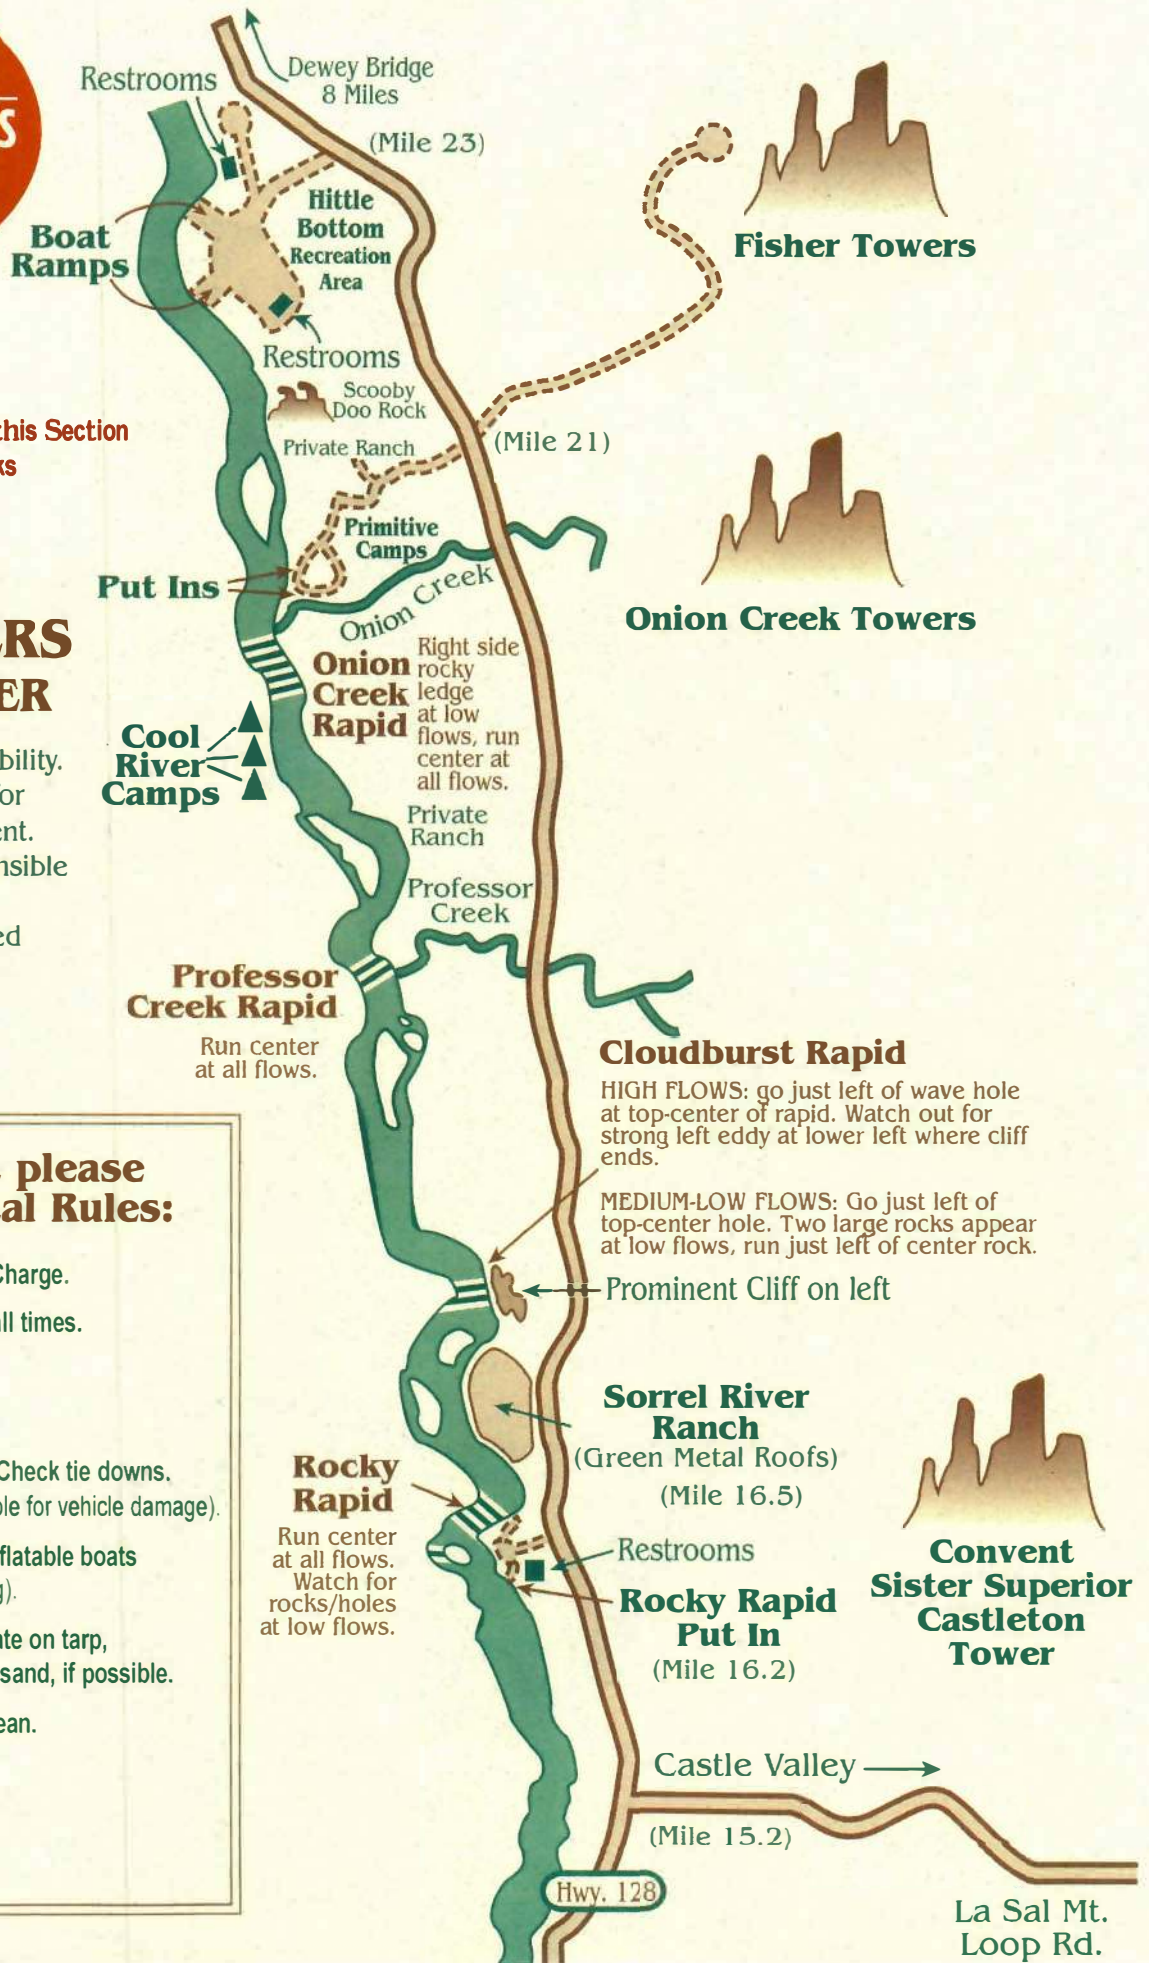 S
Restrooms
Dewey Bridge
8 Miles
(Mile 23)
Hittle
Bottom
Recreation
Area
Boat
Ramps
Fisher Towers
Restrooms
Scooby
Doo Rock
this Section
Private Ranch
(Mile 21)
Primitive
Camps
Put Ins
Onion Creek
Onion Creek Towers
ERS
ER
Onion
Creek
Rapid
Right side
rocky
ledge
at low
flows, run
center at
all flows.
Cool
River
Camps
bility.
or
ent.
nsible
ed
Private
Ranch
Professor
Creek
Professor
Creek Rapid
Run center
at all flows.
Cloudburst Rapid
HIGH FLOWS: go just left of wave hole
at top-center of rapid. Watch out for
strong left eddy at lower left where cliff
ends.
MEDIUM-LOW FLOWS: Go just left of
top-center hole. Two large rocks appear
at low flows, run just left of center rock.
Prominent Cliff on left
please
al Rules:
Charge.
all times.
Check tie downs.
ble for vehicle damage).
flatable boats
g).
ate on tarp,
sand, if possible.
ean.
Sorrel River
Ranch
(Green Metal Roofs)
(Mile 16.5)
Rocky
Rapid
Run center
at all flows.
Watch for
rocks/holes
at low flows.
Restrooms
Rocky Rapid
Put In
(Mile 16.2)
Convent
Sister Superior
Castleton
Tower
Castle Valley
(Mile 15.2)
Hwy. 128
La Sal Mt.
Loop Rd.